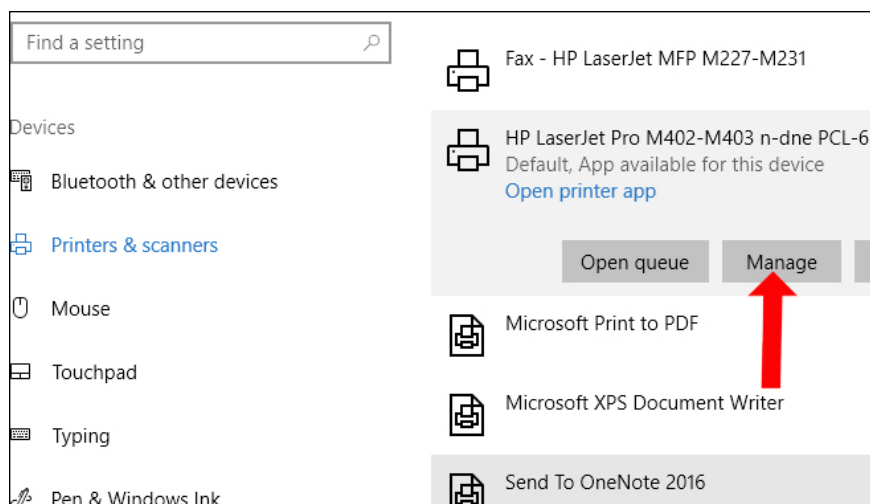 Find a setting
Devices
Bluetooth & other devices
Printers & scanners
Mouse
Touchpad
Typing
Pen & Windows Ink
Fax - HP LaserJet MFP M227-M231
HP LaserJet Pro M402-M403 n-dne PCL-6
Default, App available for this device
Open printer app
Open queue Manage
Microsoft Print to PDF
Microsoft XPS Document Writer
Send To OneNote 2016